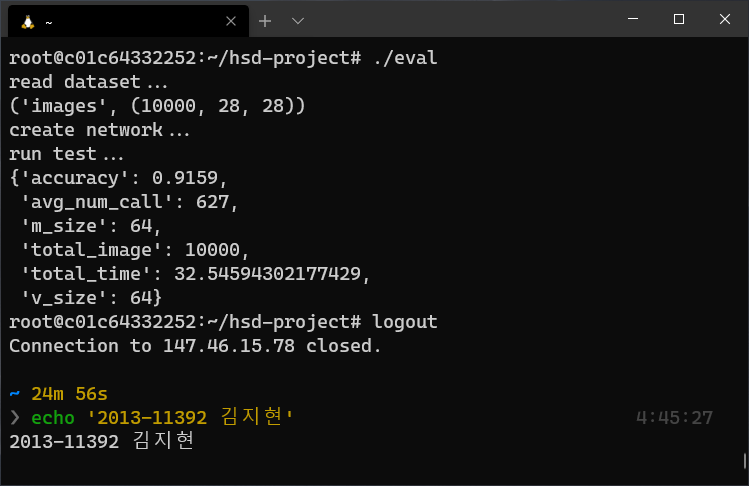 ~
root@c01c64332252:~/hsd-project# ./eval
read dataset...
('images', (10000, 28, 28))
create network...
run test...
{'accuracy': 0.9159,
 'avg_num_call': 627,
 'm_size': 64,
 'total_image': 10000,
 'total_time': 32.54594302177429,
 'v_size': 64}
root@c01c64332252:~/hsd-project# logout
Connection to 147.46.15.78 closed.
~ 24m 56s
❯ echo '2013-11392 김지현' 4:45:27
2013-11392 김지현